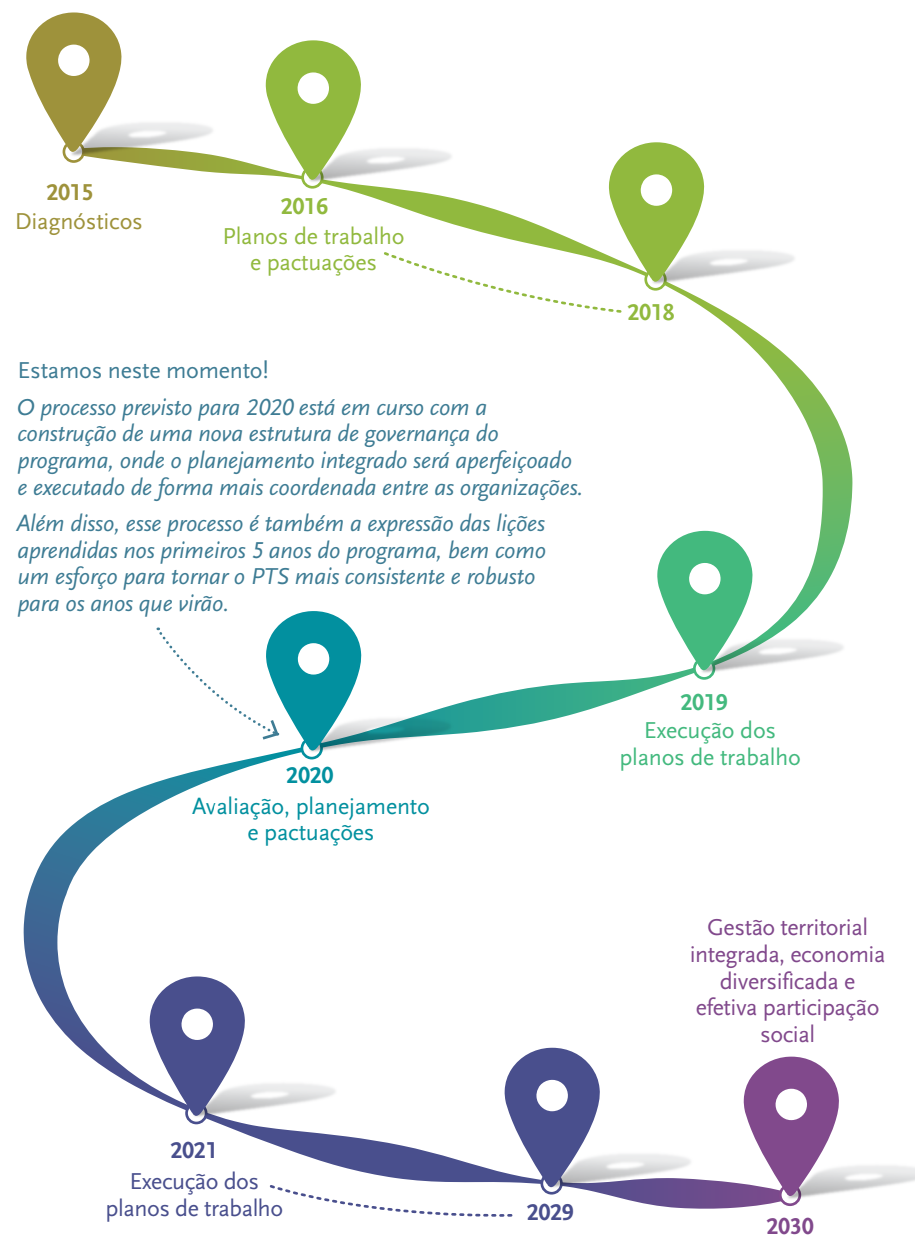 2015
Diagnósticos
2016
Planos de trabalho
e pactuações
2018
Estamos neste momento!
O processo previsto para 2020 está em curso com a
construção de uma nova estrutura de governança do
programa, onde o planejamento integrado será aperfeiçoado
e executado de forma mais coordenada entre as organizações.
Além disso, esse processo é também a expressão das lições
aprendidas nos primeiros 5 anos do programa, bem como
um esforço para tornar o PTS mais consistente e robusto
para os anos que virão.
2019
Execução dos
planos de trabalho
2020
Avaliação, planejamento
e pactuações
2021
Execução dos
planos de trabalho
2029
Gestão territorial
integrada, economia
diversificada e
efetiva participação
social
2030